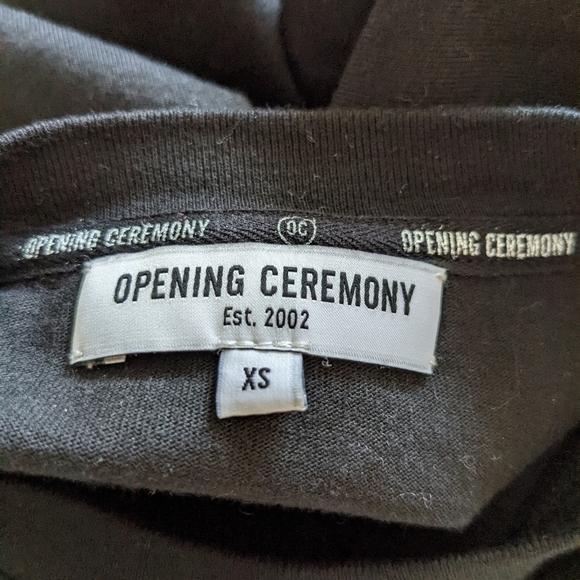 OPENING CEREMONY OC OPENING CEREMONY
OPENING CEREMONY
Est. 2002
XS